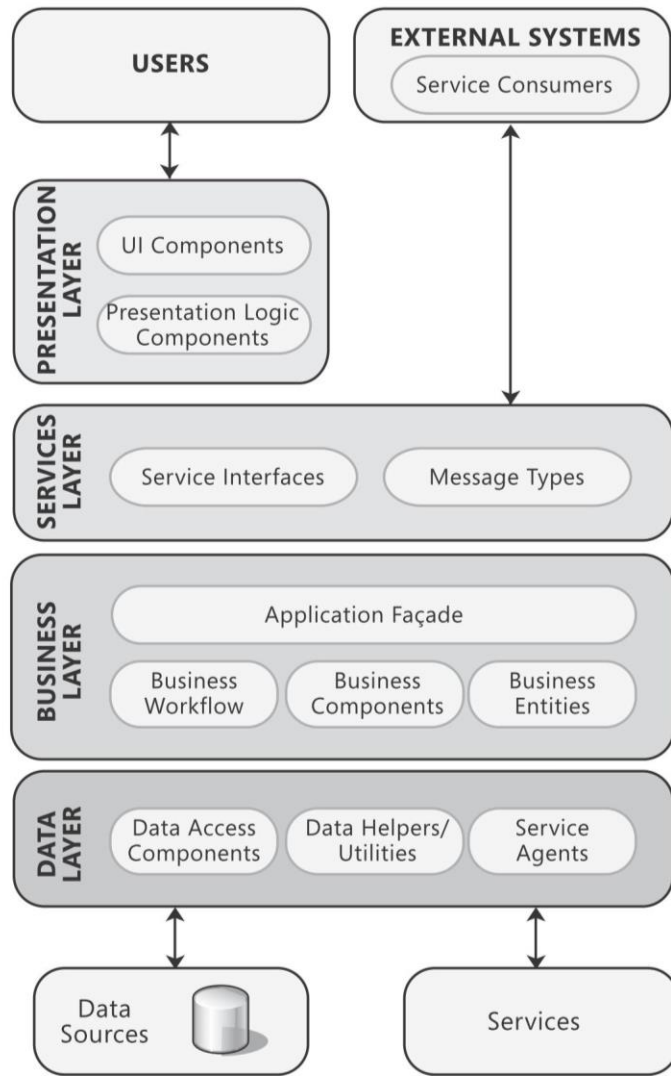 USERS
EXTERNAL SYSTEMS
Service Consumers
PRESENTATION
LAYER
UI Components
Presentation Logic
Components
SERVICES
LAYER
Service Interfaces
Message Types
BUSINESS
LAYER
Application Façade
Business
Workflow
Business
Components
Business
Entities
DATA
LAYER
Data Access
Components
Data Helpers/
Utilities
Service
Agents
Data
Sources
Services